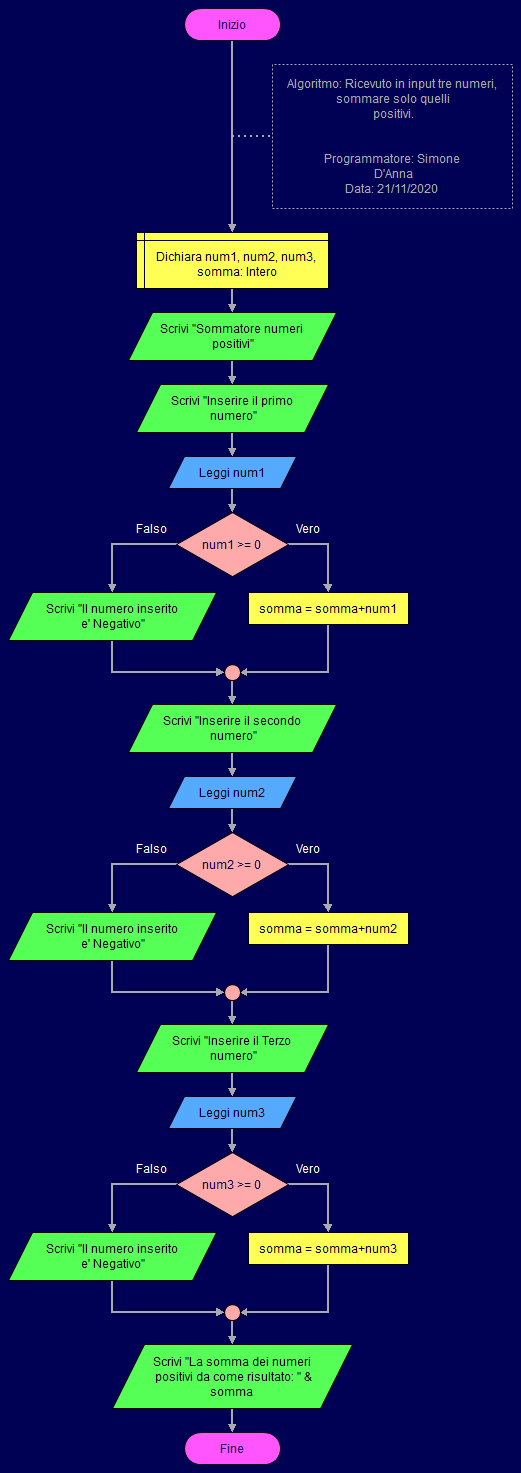 Inizio
Algoritmo: Ricevuto in input tre numeri,
sommare solo quelli
positivi.
Programmatore: Simone
D'Anna
Data: 21/11/2020
Dichiara num1, num2, num3,
somma: Intero
Scrivi "Sommatore numeri
positivi"
Scrivi "Inserire il primo
numero"
Leggi num1
Falso
Vero
num1 >= 0
Scrivi "Il numero inserito
e' Negativo"
somma = somma+num1
Scrivi "Inserire il secondo
numero"
Leggi num2
Falso
Vero
num2 >= 0
Scrivi "Il numero inserito
e' Negativo"
somma = somma+num2
Scrivi "Inserire il Terzo
numero"
Leggi num3
Falso
Vero
num3 >= 0
Scrivi "Il numero inserito
e' Negativo"
somma = somma+num3
Scrivi "La somma dei numeri
positivi da come risultato: " &
somma
Fine